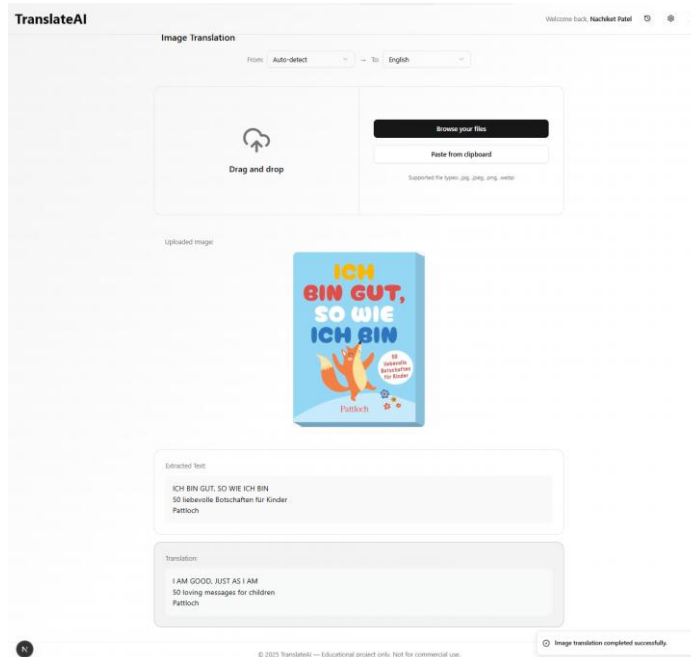 TranslateAI
Welcome back, Nachiket Patel
Image Translation
From: Auto-detect → To: English
Drag and drop
Browse your files
Paste from clipboard
Supported file types: .jpg, .jpeg, .png, .webp
Uploaded Image:
ICH
BIN GUT,
SO WIE
ICH BIN
50
liebevolle
Botschaften
für Kinder
Pattloch
Extracted Text:
ICH BIN GUT, SO WIE ICH BIN
50 liebevolle Botschaften für Kinder
Pattloch
Translation:
I AM GOOD, JUST AS I AM
50 loving messages for children
Pattloch
N
© 2025 TranslateAI — Educational project only. Not for commercial use.
Image translation completed successfully.